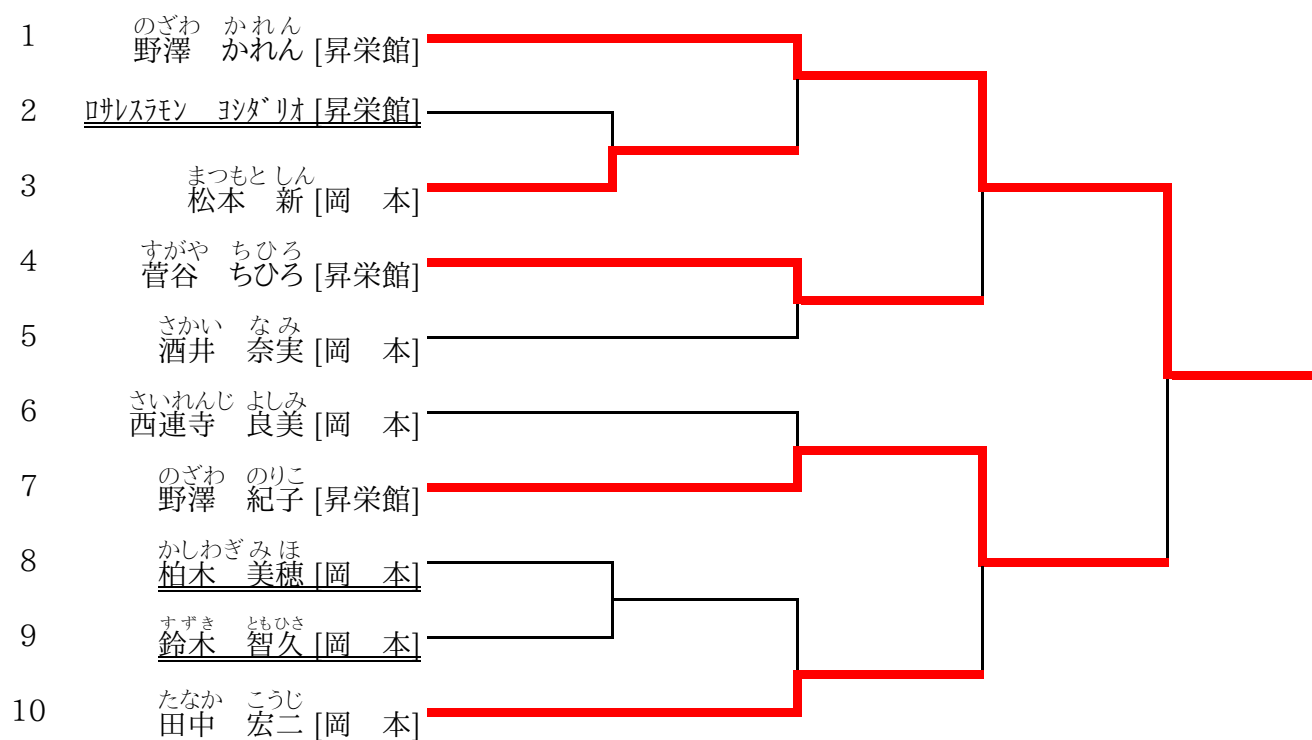 のざわ かれん
1 野澤 かれん [昇栄館]
2 ﾛｻﾚｽﾗﾓﾝ ﾖｼﾀﾞﾘｵ [昇栄館]
まつもと しん
3 松本 新 [岡 本]
すがや ちひろ
4 菅谷 ちひろ [昇栄館]
さかい なみ
5 酒井 奈実 [岡 本]
さいれんじ よしみ
6 西連寺 良美 [岡 本]
のざわ のりこ
7 野澤 紀子 [昇栄館]
かしわぎ みほ
8 柏木 美穂 [岡 本]
すずき ともひさ
9 鈴木 智久 [岡 本]
たなか こうじ
10 田中 宏二 [岡 本]